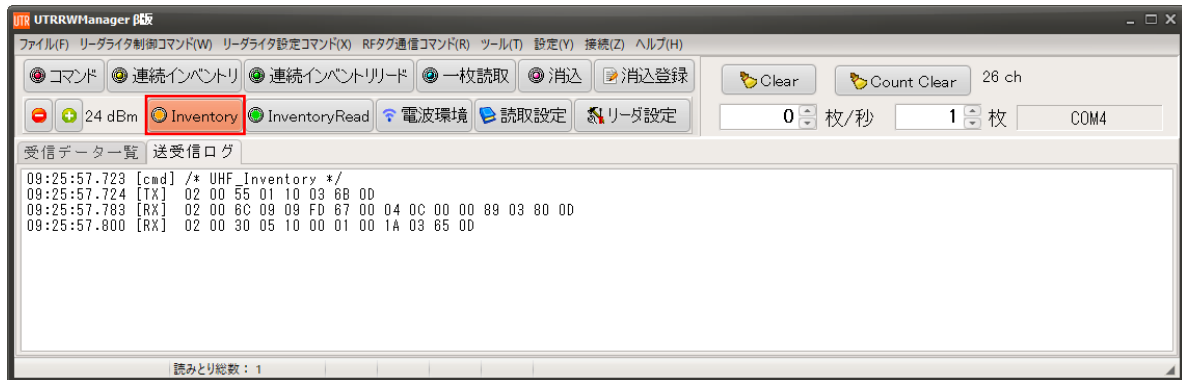 UTR UTRRWManager β版
ファイル(F) リーダライタ制御コマンド(W) リーダライタ設定コマンド(X) RFタグ通信コマンド(R) ツール(T) 設定(Y) 接続(Z) ヘルプ(H)
コマンド 連続インベントリ 連続インベントリリード 一枚読取 消込 消込登録 Clear Count Clear 26 ch
24 dBm Inventory InventoryRead 電波環境 読取設定 リーダ設定 0 枚/秒 1 枚 COM4
受信データ一覧 送受信ログ
09:25:57.723 [cmd] /* UHF_Inventory */
09:25:57.724 [TX] 02 00 55 01 10 03 6B 0D
09:25:57.783 [RX] 02 00 6C 09 09 FD 67 00 04 0C 00 00 89 03 80 0D
09:25:57.800 [RX] 02 00 30 05 10 00 01 00 1A 03 65 0D
読みとり総数: 1